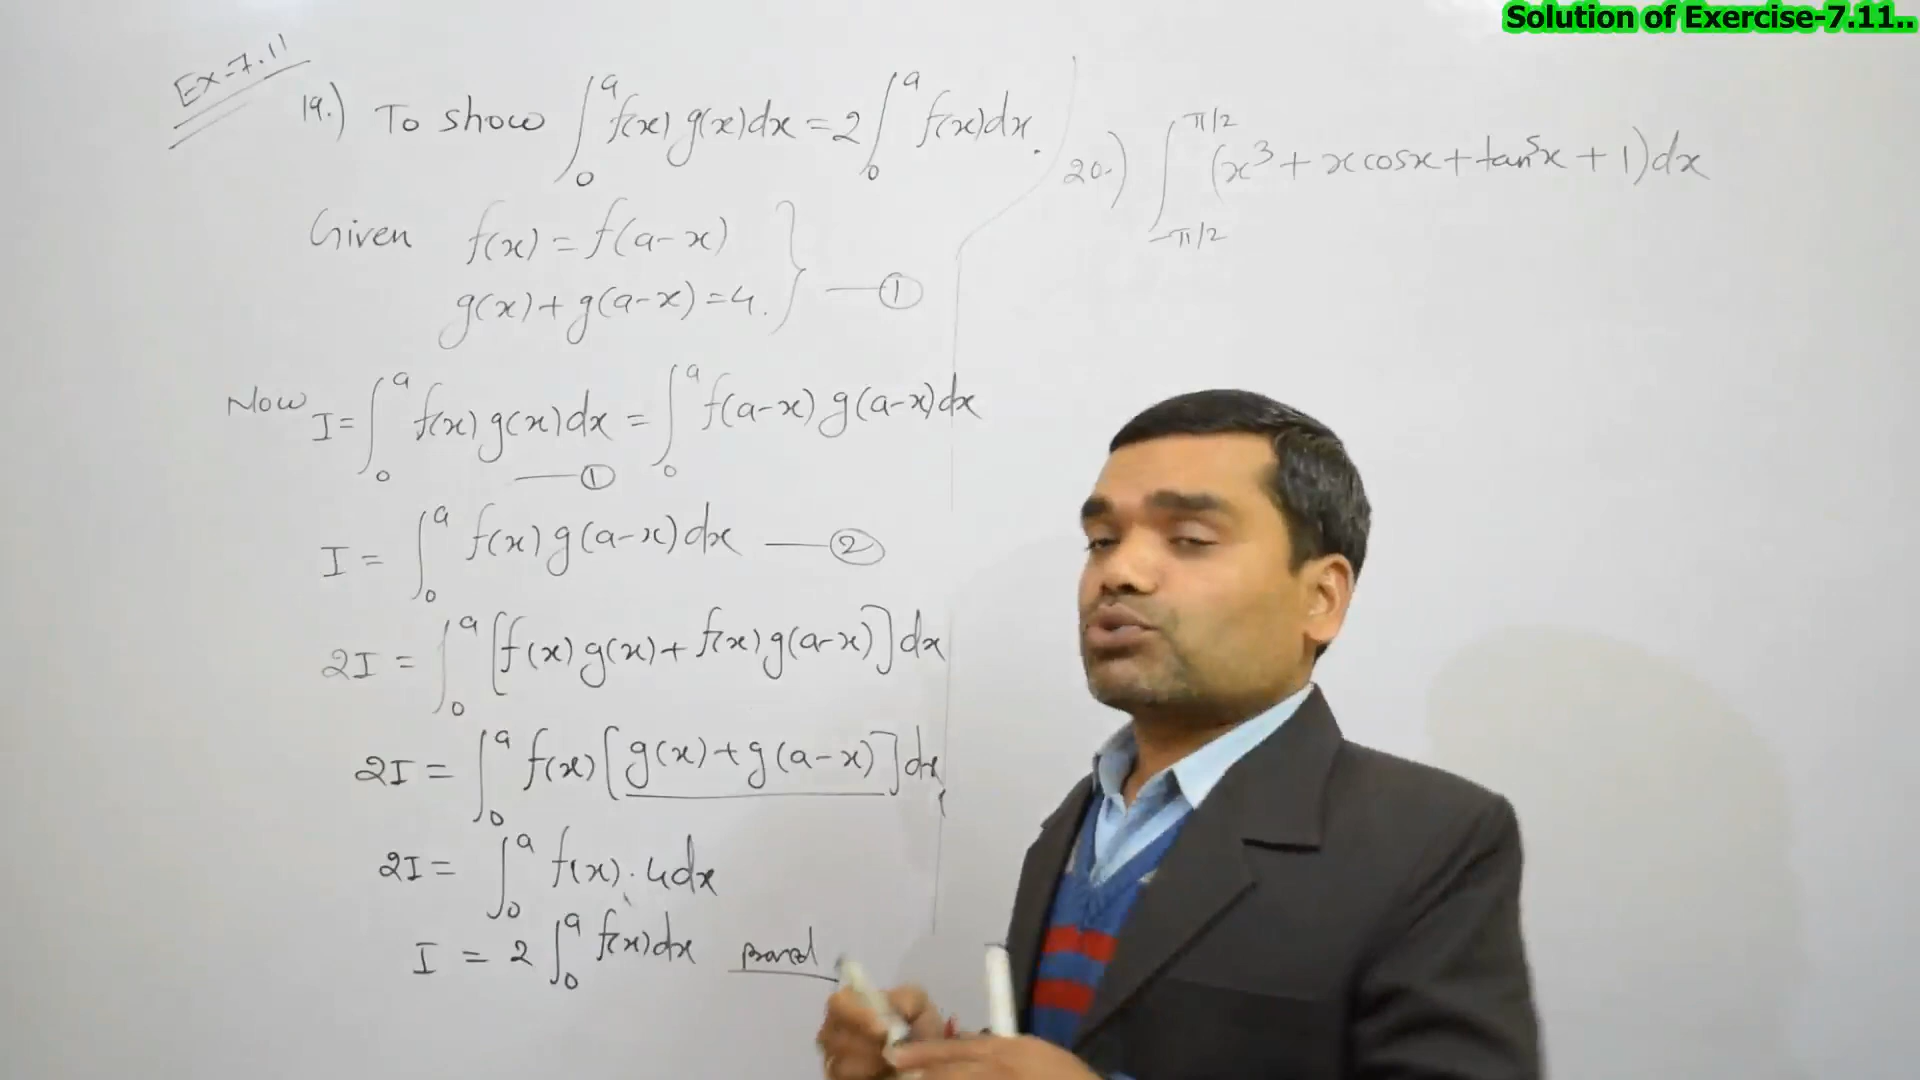 Solution of Exercise-7.11..
Ex-7.11
19.) To show ∫₀ᵃ f(x) g(x)dx = 2∫₀ᵃ f(x)dx.
Given f(x) = f(a-x)
g(x) + g(a-x) = 4. } —①
Now I = ∫₀ᵃ f(x) g(x)dx = ∫₀ᵃ f(a-x) g(a-x)dx
—①
I = ∫₀ᵃ f(x) g(a-x)dx —②
2I = ∫₀ᵃ [f(x) g(x) + f(x) g(a-x)]dx
2I = ∫₀ᵃ f(x) [g(x) + g(a-x)]dx
2I = ∫₀ᵃ f(x) · 4dx
I = 2 ∫₀ᵃ f(x)dx
20.) ∫_{-π/2}^{π/2} (x³ + x cosx + tan⁵x + 1)dx